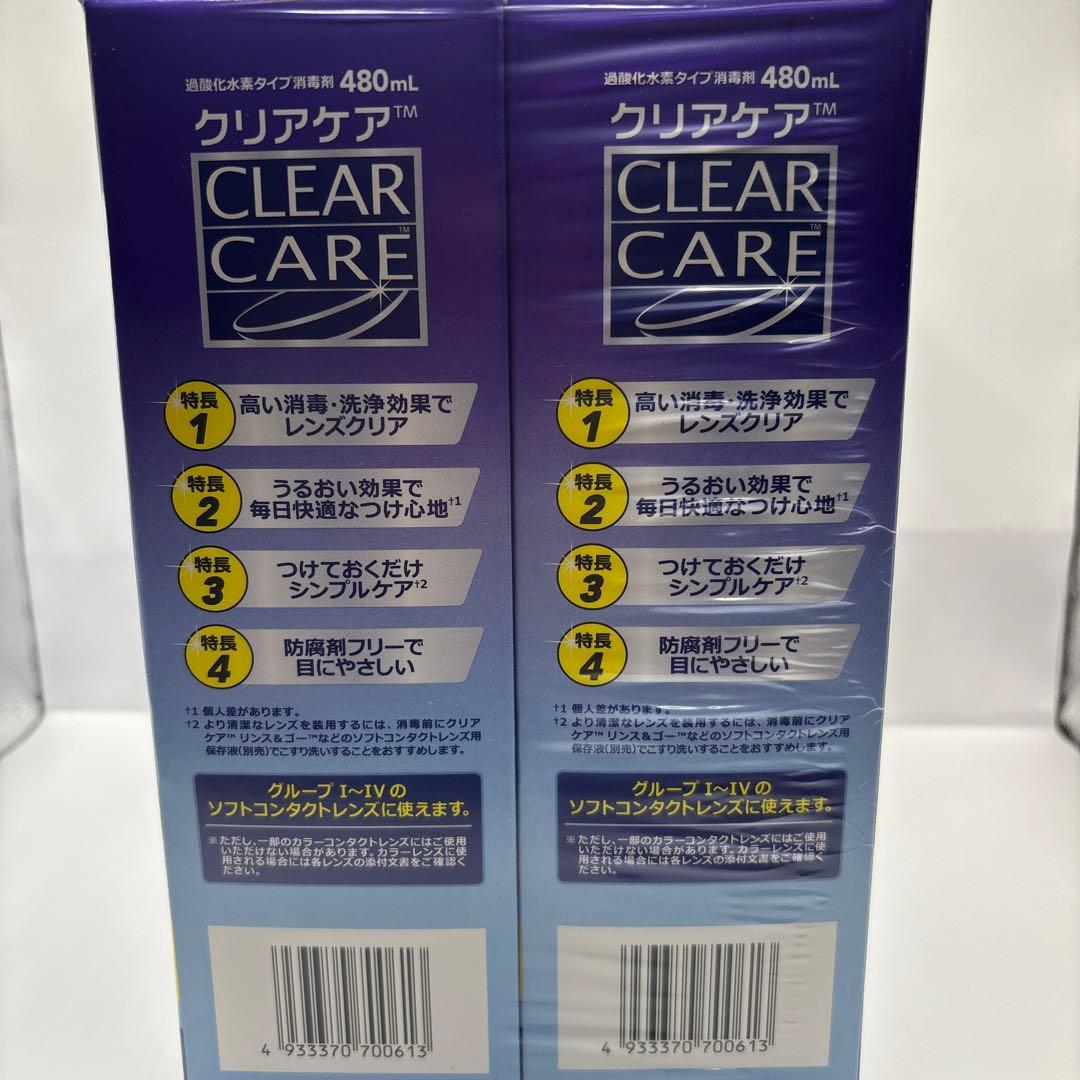 過酸化水素タイプ消毒剤 480mL
クリアケア™
CLEAR
CARE™
特長
1
高い消毒・洗浄効果で
レンズクリア
特長
2
うるおい効果で
毎日快適なつけ心地†1
特長
3
つけておくだけ
シンプルケア†2
特長
4
防腐剤フリーで
目にやさしい
†1 個人差があります。
†2 より清潔なレンズを装用するには、消毒前にクリア
ケア™ リンス&ゴー™などのソフトコンタクトレンズ用
保存液(別売)でこすり洗いすることをおすすめします。
グループ I～IVの
ソフトコンタクトレンズに使えます。
※ただし、一部のカラーコンタクトレンズにはご使用
いただけない場合があります。カラーレンズに使
用される場合には各レンズの添付文書をご確認く
ださい。
4 933370 700613
過酸化水素タイプ消毒剤 480mL
クリアケア™
CLEAR
CARE™
特長
1
高い消毒・洗浄効果で
レンズクリア
特長
2
うるおい効果で
毎日快適なつけ心地†1
特長
3
つけておくだけ
シンプルケア†2
特長
4
防腐剤フリーで
目にやさしい
†1 個人差があります。
†2 より清潔なレンズを装用するには、消毒前にクリア
ケア™ リンス&ゴー™などのソフトコンタクトレンズ用
保存液(別売)でこすり洗いすることをおすすめします。
グループ I～IVの
ソフトコンタクトレンズに使えます。
※ただし、一部のカラーコンタクトレンズにはご使用
いただけない場合があります。カラーレンズに使
用される場合には各レンズの添付文書をご確認く
ださい。
4 933370 700613